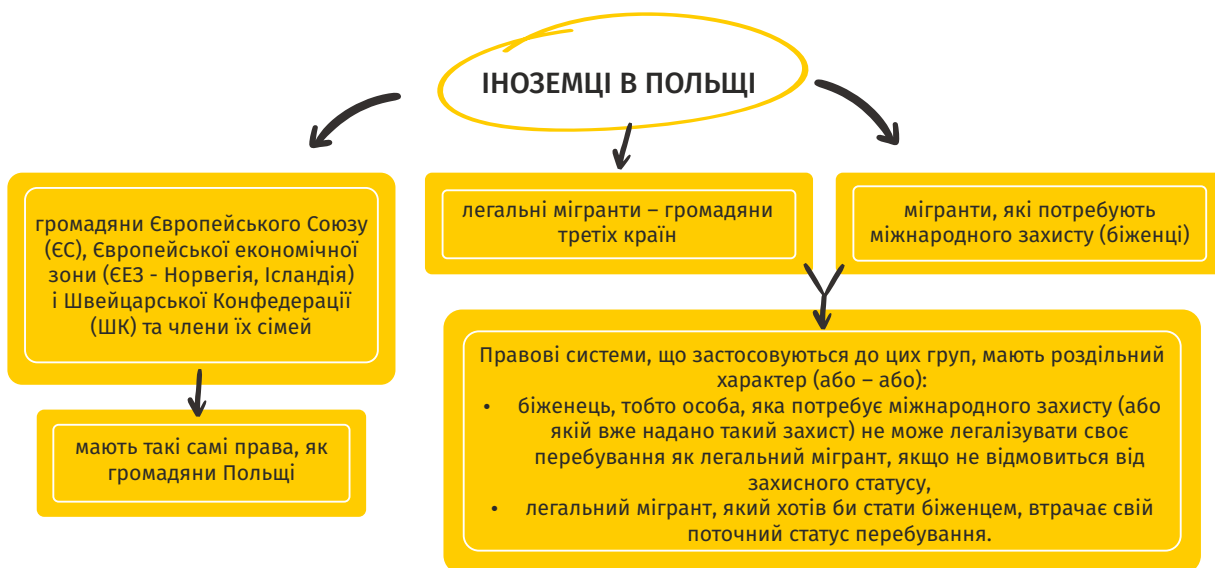 ІНОЗЕМЦІ В ПОЛЬЩІ
громадяни Європейського Союзу
(ЄС), Європейської економічної
зони (ЄЕЗ - Норвегія, Ісландія)
і Швейцарської Конфедерації
(ШК) та члени їх сімей
мають такі самі права, як
громадяни Польщі
легальні мігранти – громадяни
третіх країн
мігранти, які потребують
міжнародного захисту (біженці)
Правові системи, що застосовуються до цих груп, мають роздільний
характер (або – або):
• біженець, тобто особа, яка потребує міжнародного захисту (або
якій вже надано такий захист) не може легалізувати своє
перебування як легальний мігрант, якщо не відмовиться від
захисного статусу,
• легальний мігрант, який хотів би стати біженцем, втрачає свій
поточний статус перебування.